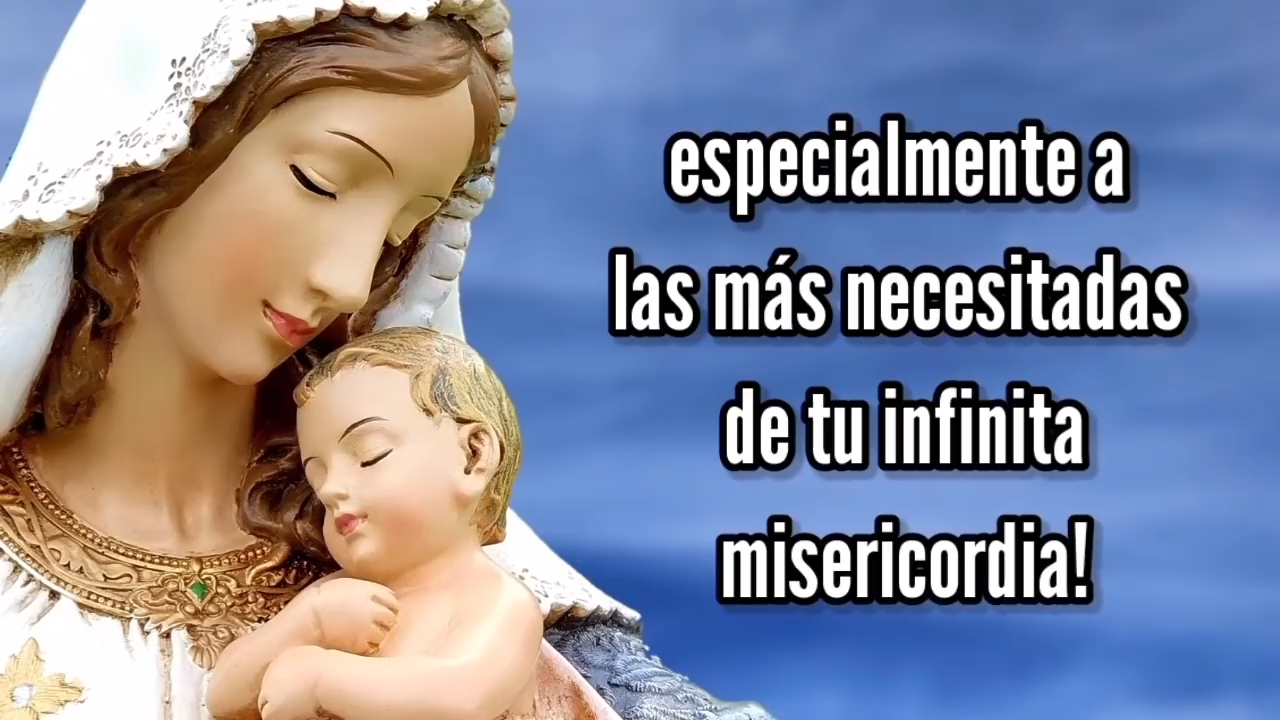 especialmente a
las más necesitadas
de tu infinita
misericordia!